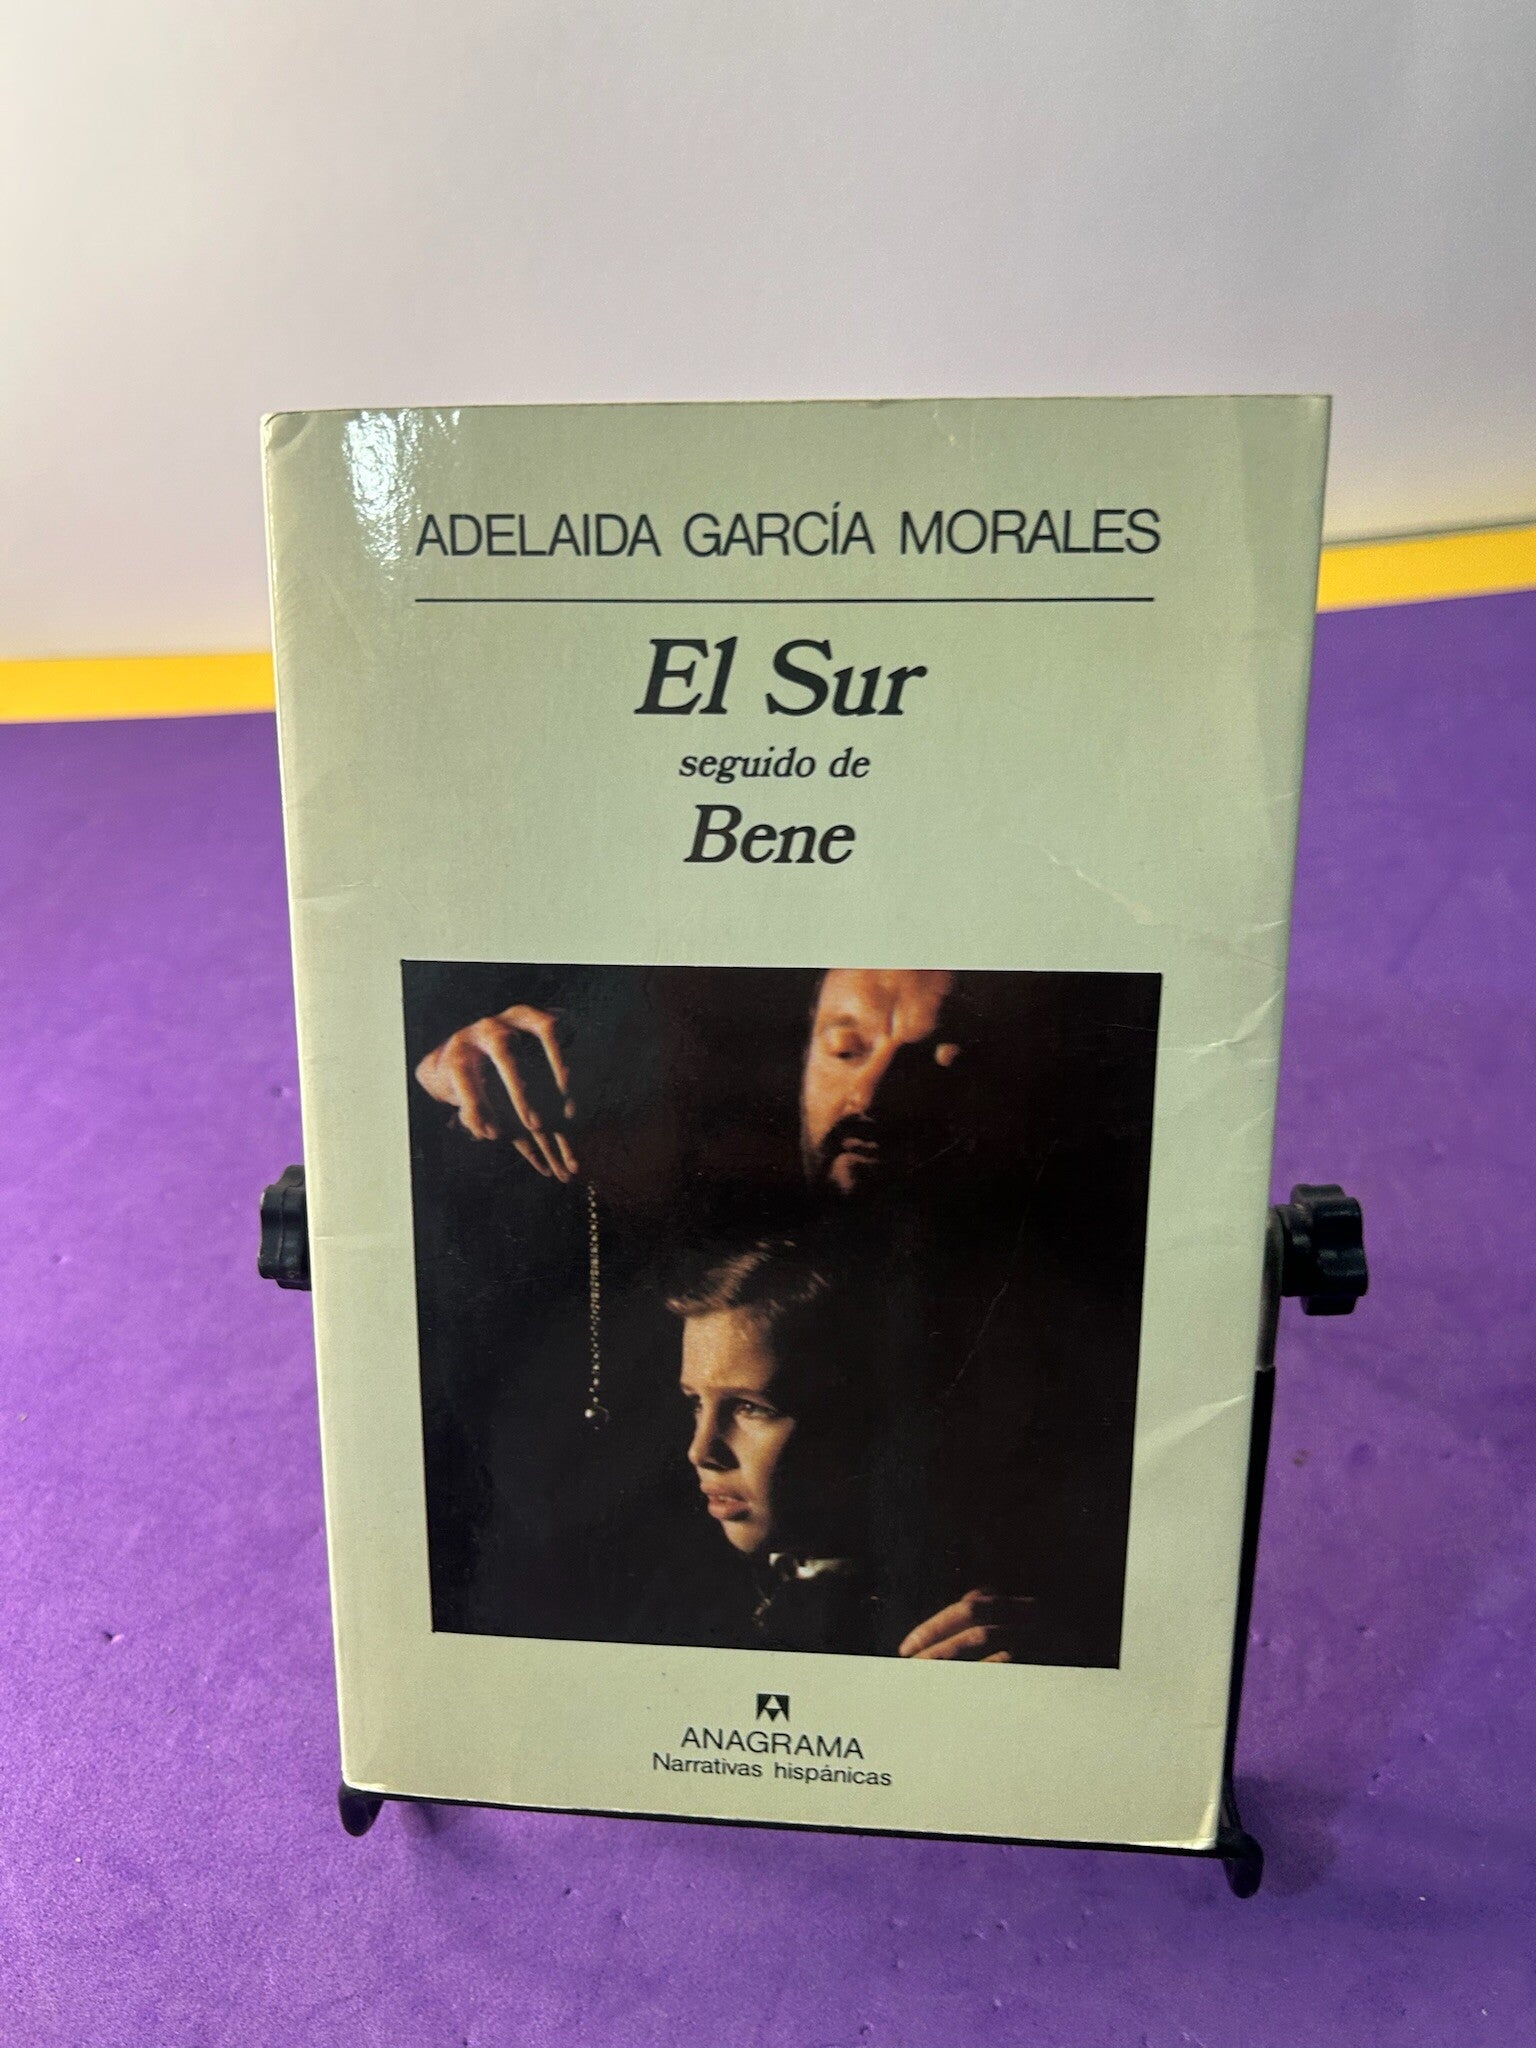 ADELAIDA GARCÍA MORALES
El Sur
seguido de
Bene
ANAGRAMA
Narrativas hispánicas